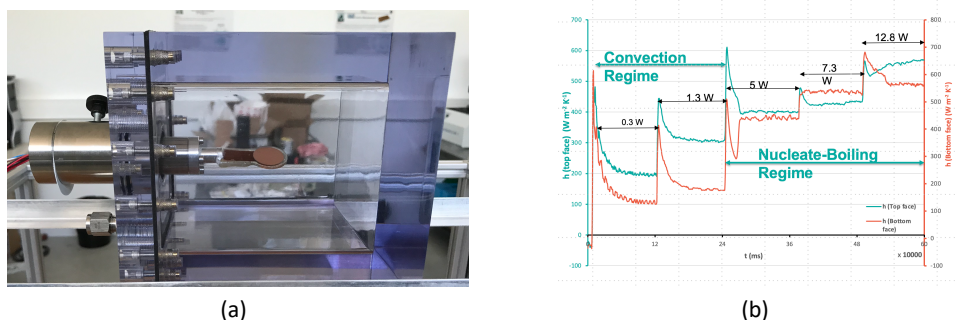 700
600
500
400
300
200
100
0
-100
h (top face) (W m⁻² K⁻¹)
Convection
Regime
0.3 W
1.3 W
5 W
7.3
W
12.8 W
Nucleate-Boiling
Regime
h (Top face)
h (Bottom
face)
0
12
24
36
48
60
t (ms)
x 10000
800
700
600
500
400
300
200
100
0
-100
h (Bottom face) (W m⁻² K⁻¹)
(a)
(b)